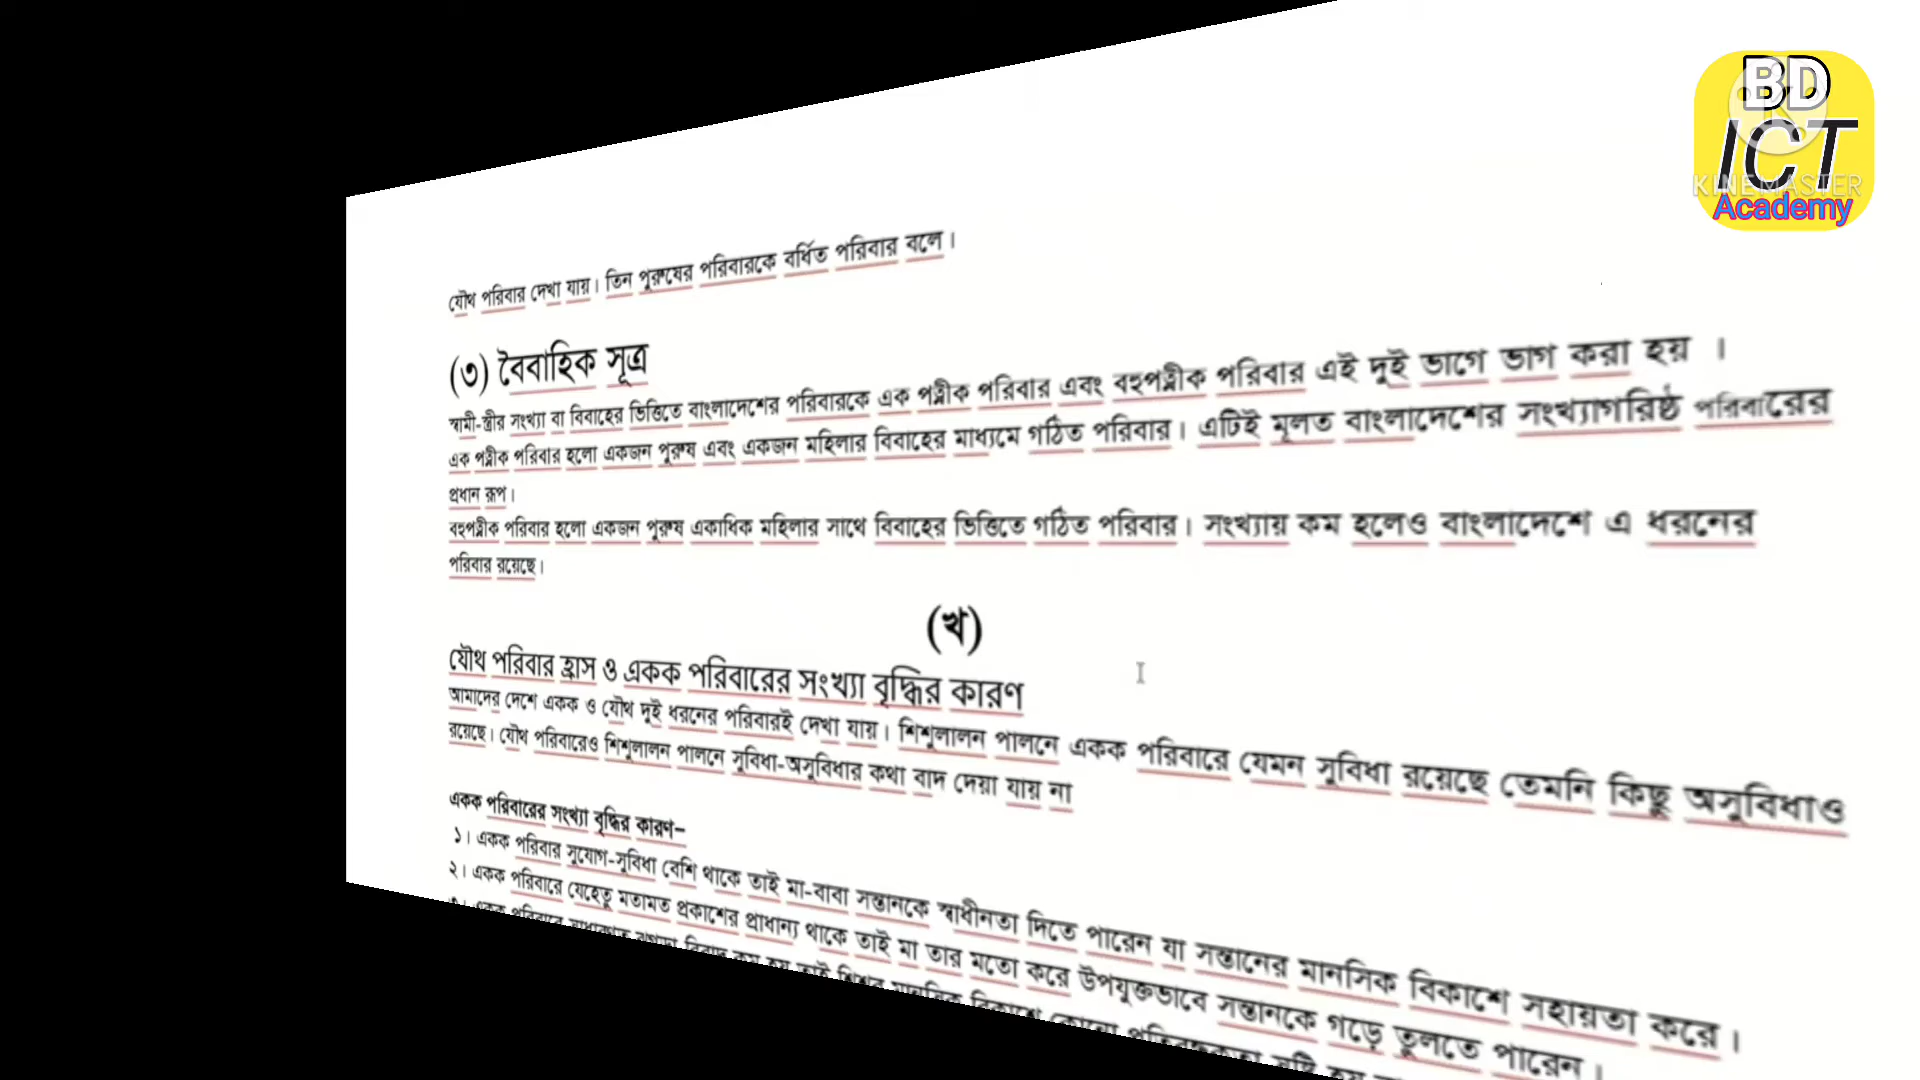 BD
ICT
KINEMASTER
Academy
যৌথ পরিবার দেখা যায়। তিন পুরুষের পরিবারকে বর্ধিত পরিবার বলে।
(৩) বৈবাহিক সূত্র
স্বামী-স্ত্রীর সংখ্যা বা বিবাহের ভিত্তিতে বাংলাদেশের পরিবারকে এক পত্নীক পরিবার এবং বহুপত্নীক পরিবার এই দুই ভাগে ভাগ করা হয় ।
এক পত্নীক পরিবার হলো একজন পুরুষ এবং একজন মহিলার বিবাহের মাধ্যমে গঠিত পরিবার। এটিই মূলত বাংলাদেশের সংখ্যাগরিষ্ঠ পরিবারের
প্রধান রূপ।
বহুপত্নীক পরিবার হলো একজন পুরুষ একাধিক মহিলার সাথে বিবাহের ভিত্তিতে গঠিত পরিবার। সংখ্যায় কম হলেও বাংলাদেশে এ ধরনের
পরিবার রয়েছে।
(খ)
যৌথ পরিবার হ্রাস ও একক পরিবারের সংখ্যা বৃদ্ধির কারণ
আমাদের দেশে একক ও যৌথ দুই ধরনের পরিবারই দেখা যায়। শিশুলালন পালনে একক পরিবারে যেমন সুবিধা রয়েছে তেমনি কিছু অসুবিধাও
রয়েছে। যৌথ পরিবারেও শিশুলালন পালনে সুবিধা-অসুবিধার কথা বাদ দেয়া যায় না
একক পরিবারের সংখ্যা বৃদ্ধির কারণ–
১। একক পরিবার সুযোগ-সুবিধা বেশি থাকে তাই মা-বাবা সন্তানকে স্বাধীনতা দিতে পারেন যা সন্তানের মানসিক বিকাশে সহায়তা করে।
২। একক পরিবারে যেহেতু মতামত প্রকাশের প্রাধান্য থাকে তাই মা তার মতো করে উপযুক্তভাবে সন্তানকে গড়ে তুলতে পারেন।